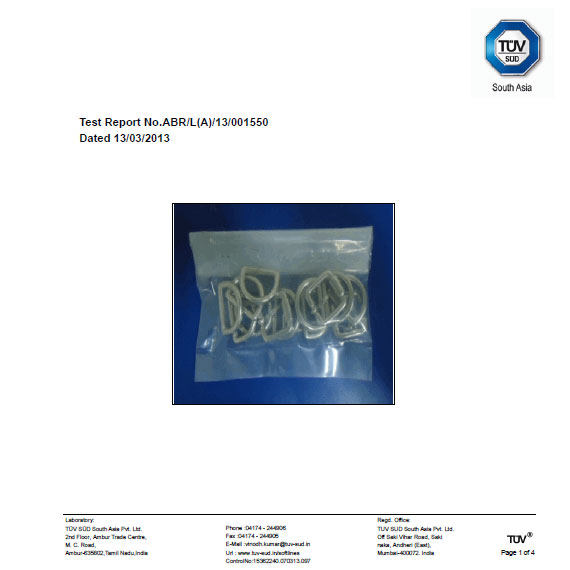 TÜV
SÜD
South Asia
Test Report No.ABR/L(A)/13/001550
Dated 13/03/2013
Laboratory:
TÜV SÜD South Asia Pvt. Ltd.
2nd Floor, Ambur Trade Centre,
M. C. Road,
Ambur-635802,Tamil Nadu,India
Phone :04174 - 244906
Fax :04174 - 244905
E-Mail :vinodh.kumar@tuv-sud.in
Url : www.tuv-sud.in/softlines
ControlNo:15362240.070313.097
Regd. Office:
TÜV SÜD South Asia Pvt. Ltd.
Off Saki Vihar Road, Saki
naka, Andheri (East),
Mumbai-400072. India
TÜV®
Page 1 of 4